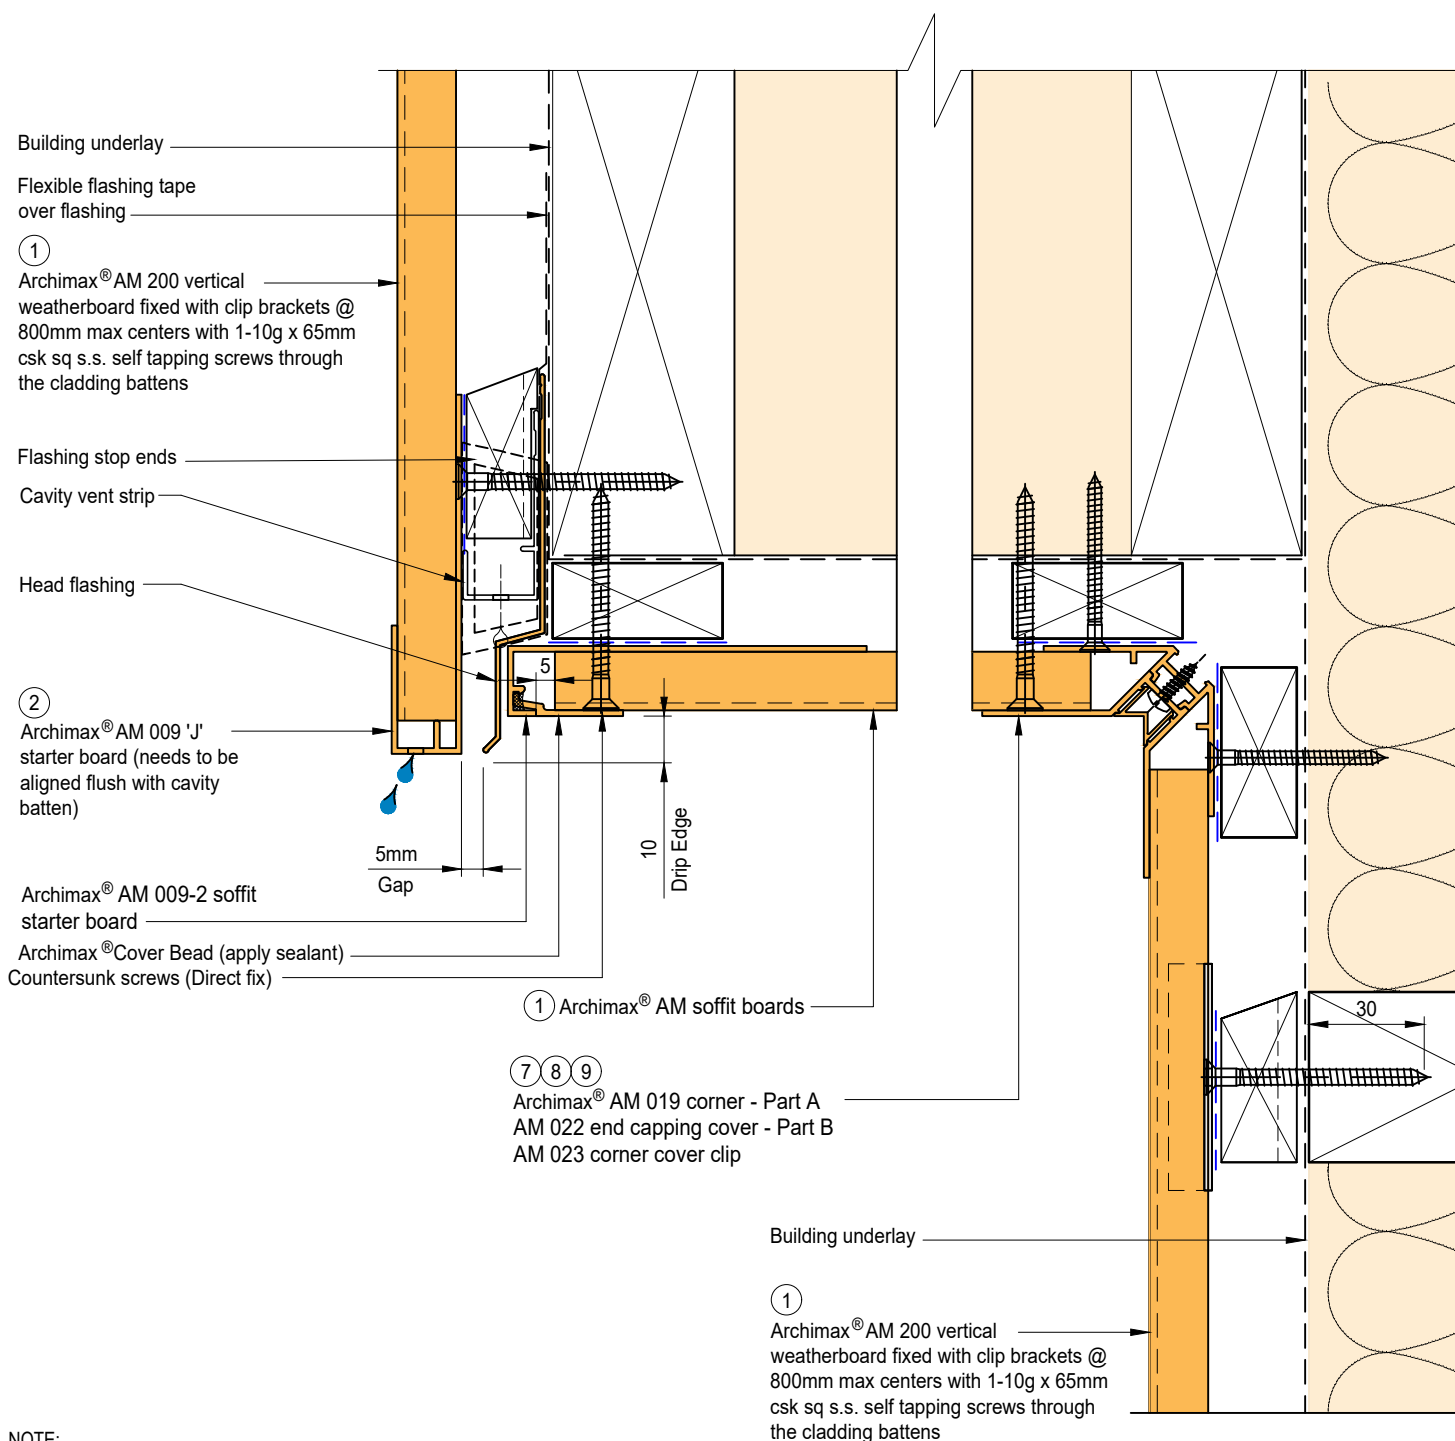 Building underlay
Flexible flashing tape
over flashing
1
Archimax® AM 200 vertical
weatherboard fixed with clip brackets @
800mm max centers with 1-10g x 65mm
csk sq s.s. self tapping screws through
the cladding battens
Flashing stop ends
Cavity vent strip
Head flashing
5
2
Archimax® AM 009 'J'
starter board (needs to be
aligned flush with cavity
batten)
5mm
Gap
10
Drip Edge
Archimax® AM 009-2 soffit
starter board
Archimax® Cover Bead (apply sealant)
Countersunk screws (Direct fix)
1 Archimax® AM soffit boards
30
7 8 9
Archimax® AM 019 corner - Part A
AM 022 end capping cover - Part B
AM 023 corner cover clip
Building underlay
1
Archimax® AM 200 vertical
weatherboard fixed with clip brackets @
800mm max centers with 1-10g x 65mm
csk sq s.s. self tapping screws through
the cladding battens
NOTE: